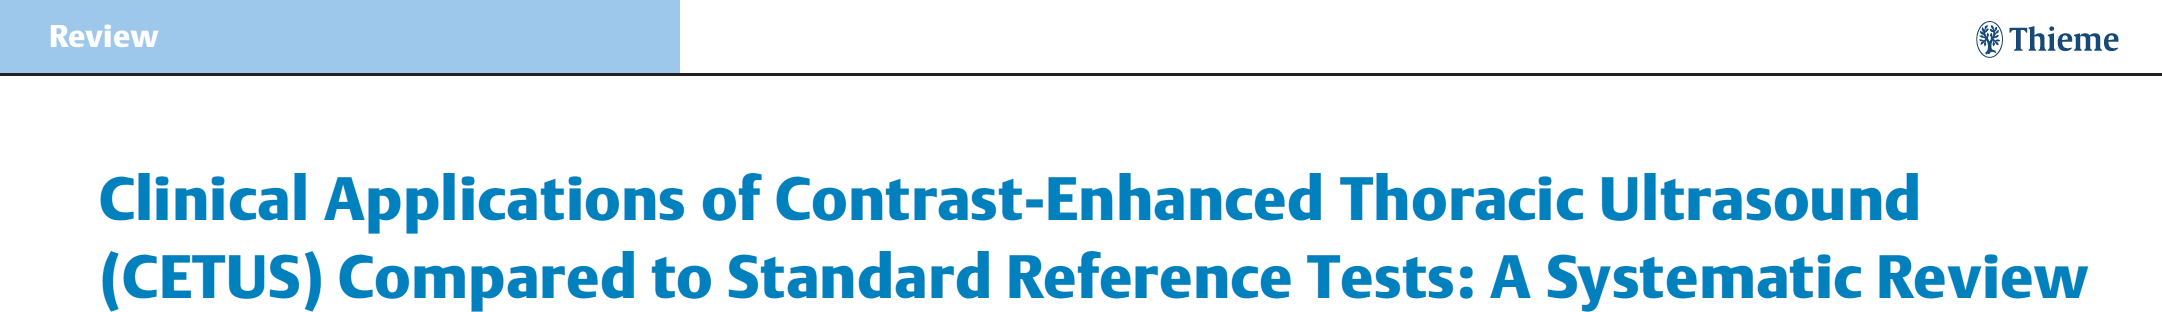 Review
Thieme
Clinical Applications of Contrast-Enhanced Thoracic Ultrasound
(CETUS) Compared to Standard Reference Tests: A Systematic Review